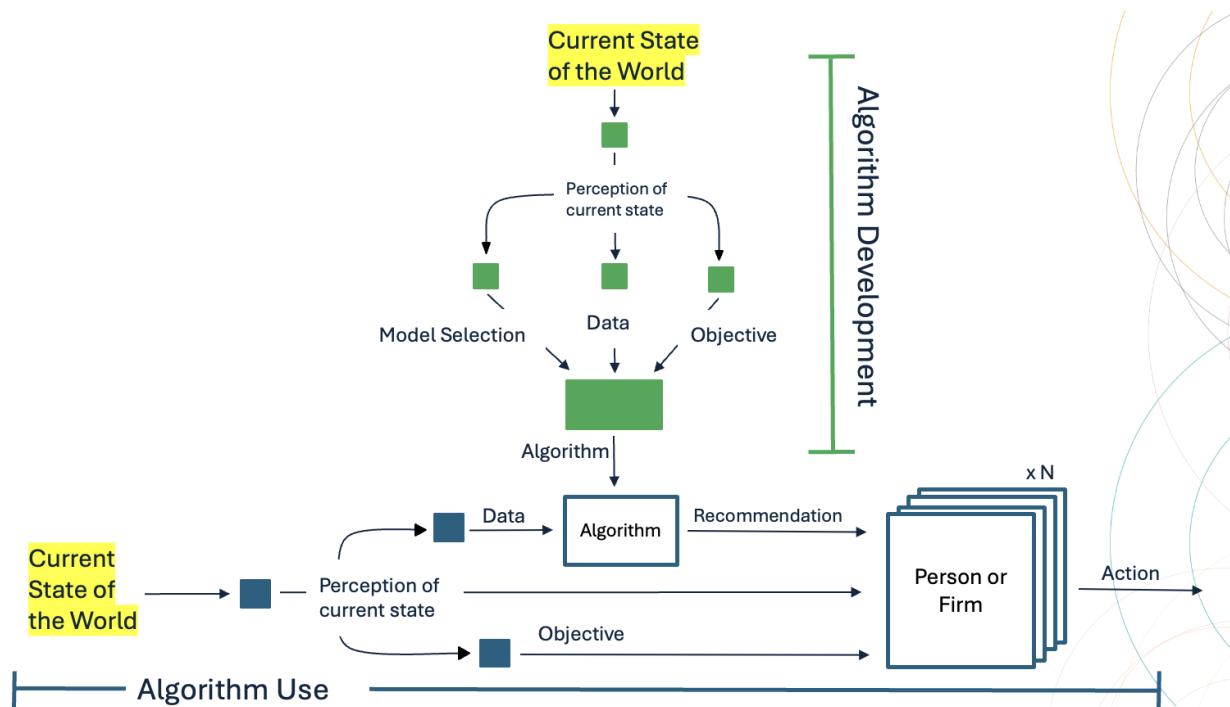 Current State
of the World
Algorithm Development
Perception of
current state
Model Selection
Data
Objective
Algorithm
x N
Data
Algorithm
Recommendation
Current
State of
the World
Perception of
current state
Person or
Firm
Action
Objective
Algorithm Use